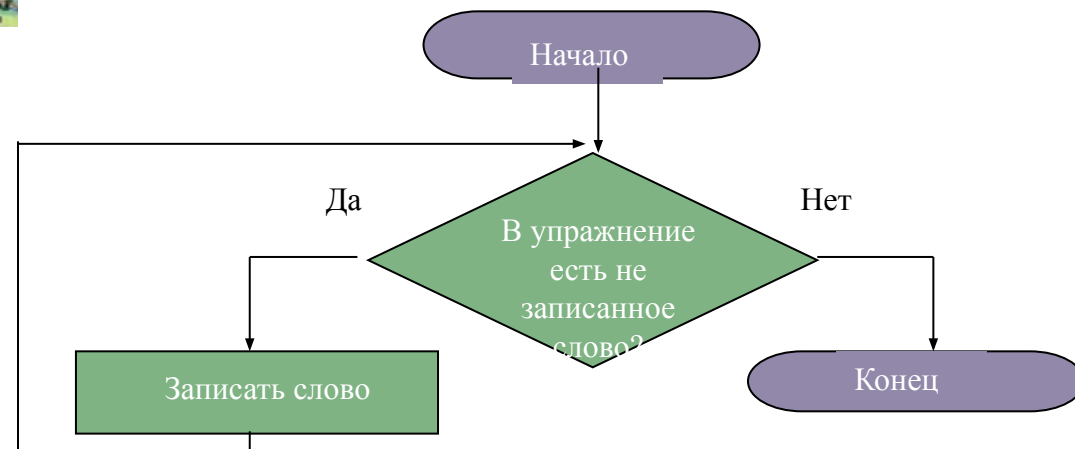 Начало
Да
Нет
В упражнение
есть не
записанное
слово?
Записать слово
Конец